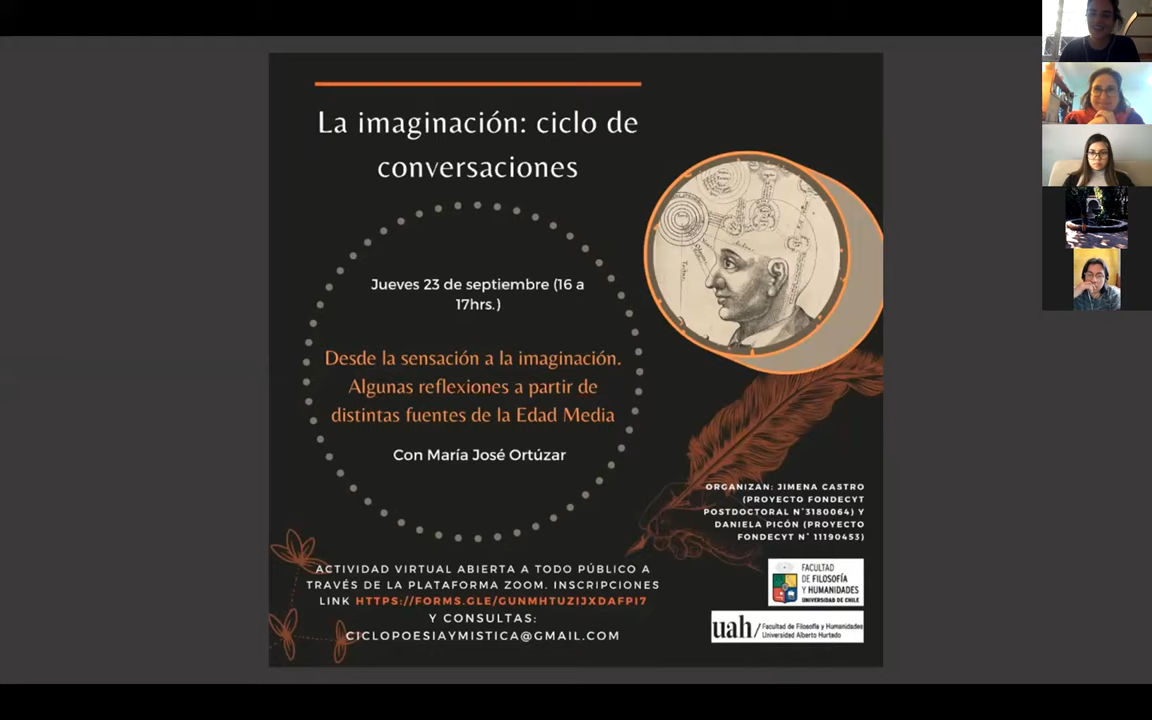 La imaginación: ciclo de
conversaciones
Jueves 23 de septiembre (16 a
17hrs.)
Desde la sensación a la imaginación.
Algunas reflexiones a partir de
distintas fuentes de la Edad Media
Con María José Ortúzar
ORGANIZAN: JIMENA CASTRO
(PROYECTO FONDECYT
POSTDOCTORAL N°3180064) Y
DANIELA PICÓN (PROYECTO
FONDECYT N° 11190453)
FACULTAD
DE FILOSOFÍA
Y HUMANIDADES
UNIVERSIDAD DE CHILE
uah/ Facultad de Filosofía y Humanidades
Universidad Alberto Hurtado
ACTIVIDAD VIRTUAL ABIERTA A TODO PÚBLICO A
TRAVÉS DE LA PLATAFORMA ZOOM. INSCRIPCIONES
LINK HTTPS://FORMS.GLE/GUNMHTUZIJXDAFPI7
Y CONSULTAS:
CICLOPOESIAYMISTICA@GMAIL.COM